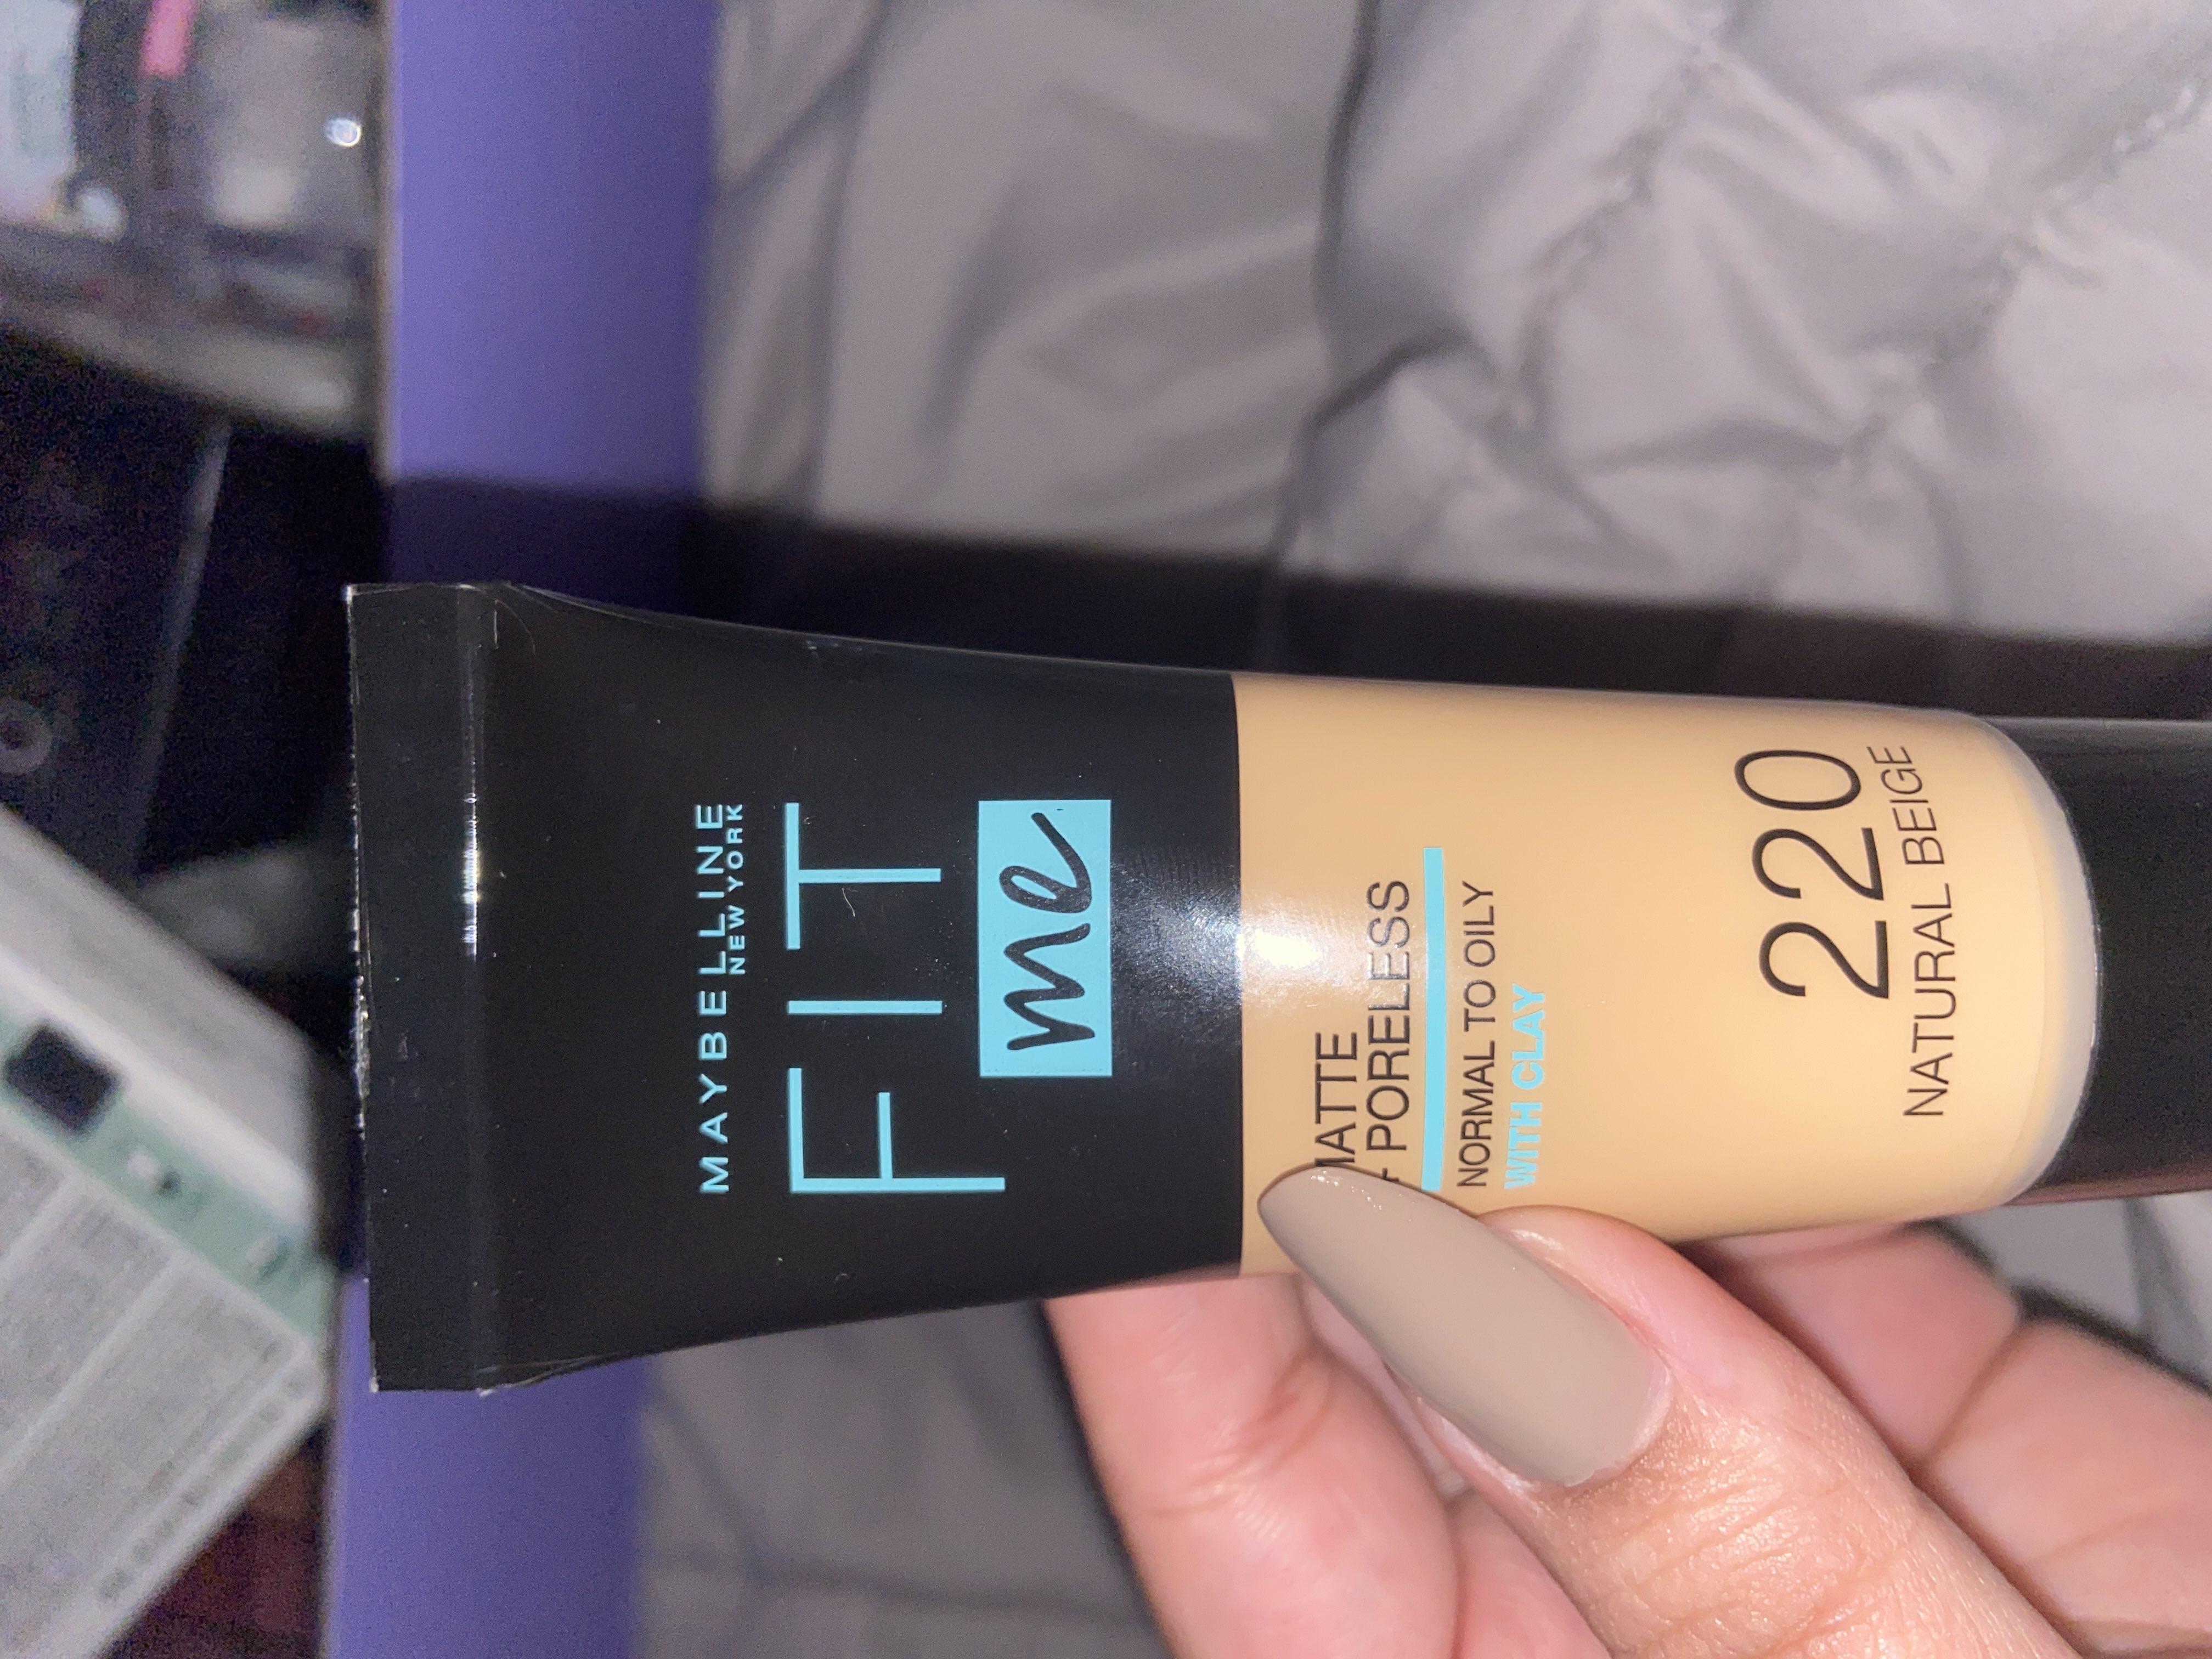 MAYBELLINE
NEW YORK
FIT
me
MATTE
+ PORELESS
NORMAL TO OILY
WITH CLAY
220
NATURAL BEIGE